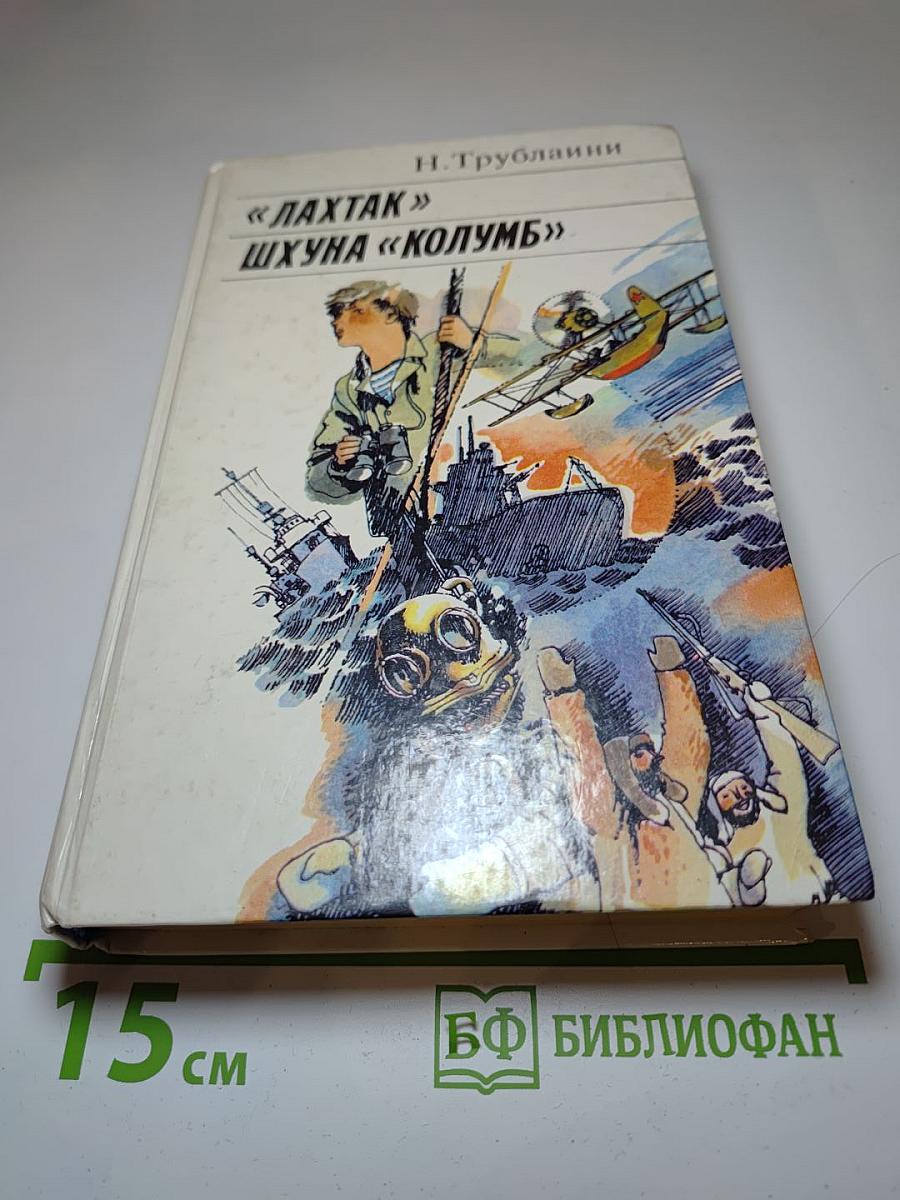 Н. Трублаини
«ЛАХТАК»
ШХУНА «КОЛУМБ»
15 см
БФ БИБЛИОФАН